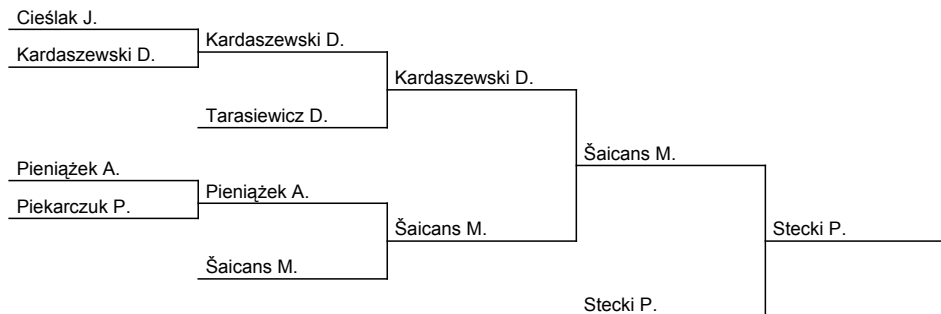 Cieślak J.
Kardaszewski D.
Kardaszewski D.
Kardaszewski D.
Tarasiewicz D.
Šaicans M.
Pieniążek A.
Pieniążek A.
Piekarczuk P.
Šaicans M.
Stecki P.
Šaicans M.
Stecki P.